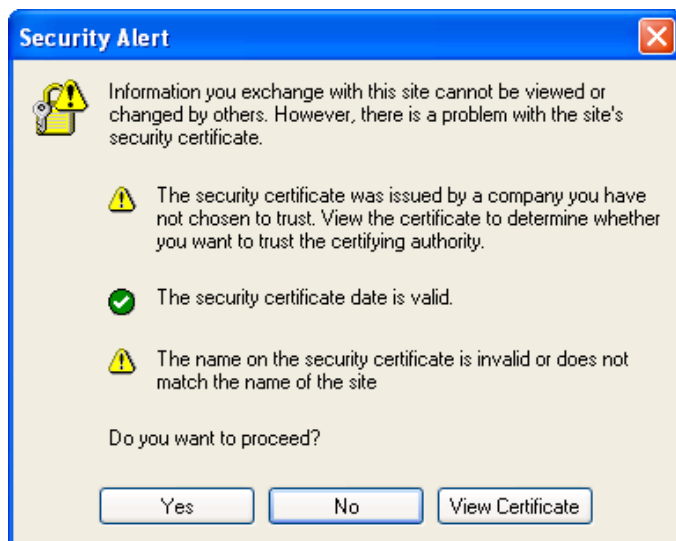 Security Alert
Information you exchange with this site cannot be viewed or
changed by others. However, there is a problem with the site's
security certificate.
The security certificate was issued by a company you have
not chosen to trust. View the certificate to determine whether
you want to trust the certifying authority.
The security certificate date is valid.
The name on the security certificate is invalid or does not
match the name of the site
Do you want to proceed?
Yes No View Certificate